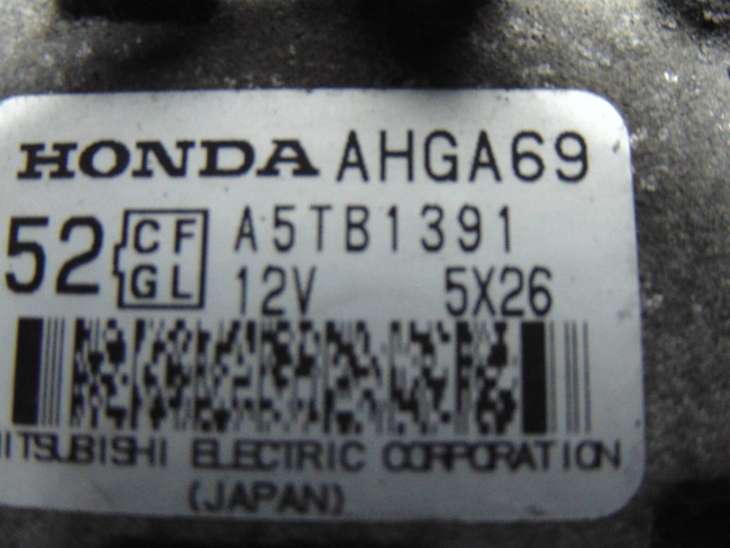 HONDA AHGA69
52 CF A5TB1391
GL 12V 5X26
MITSUBISHI ELECTRIC CORPORATION
(JAPAN)